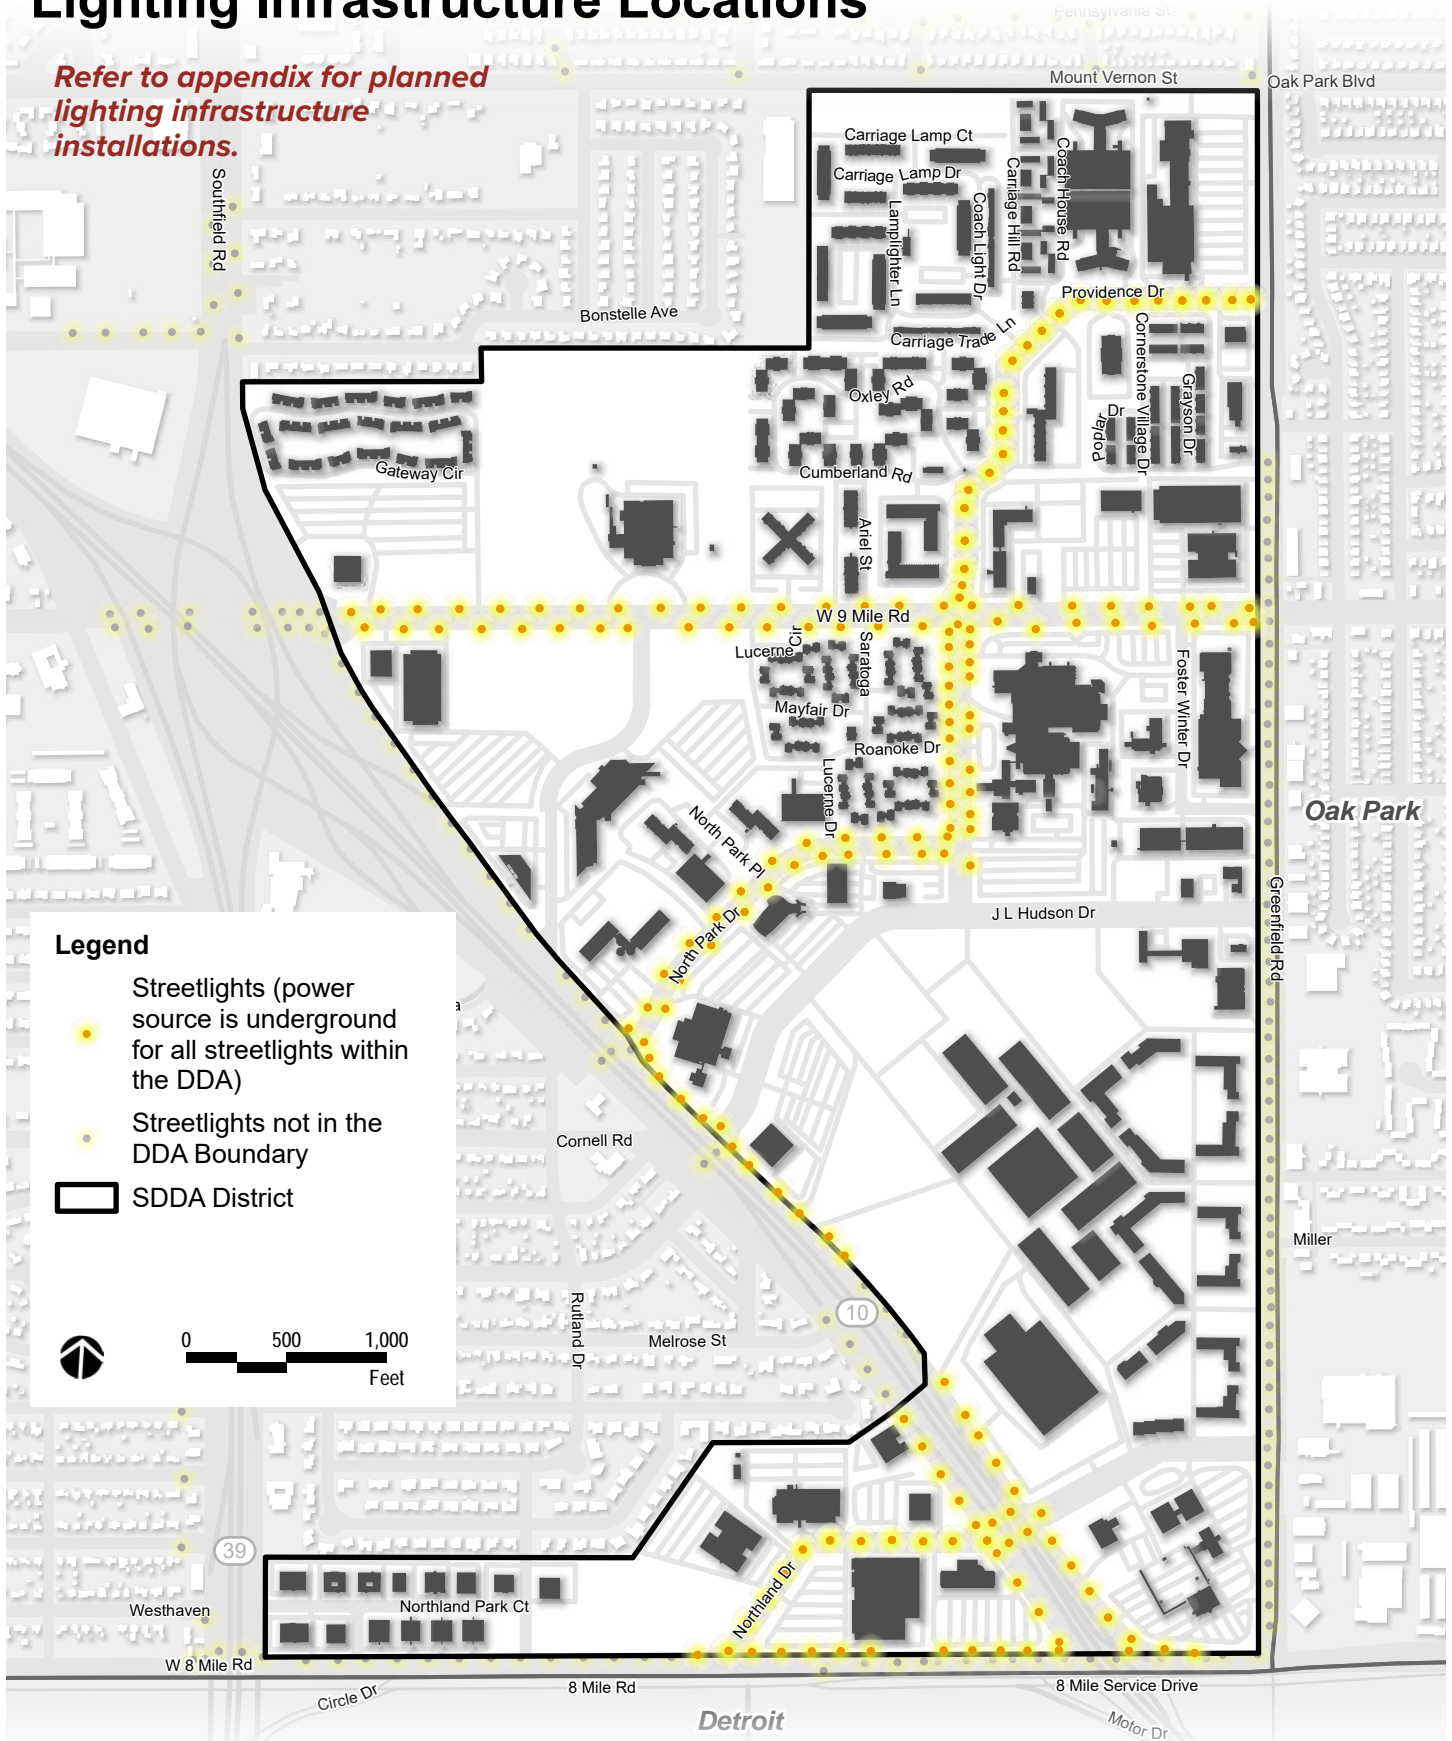 Lighting Infrastructure Locations
Refer to appendix for planned
lighting infrastructure
installations.
Pennsylvania St
Mount Vernon St
Oak Park Blvd
Southfield Rd
Carriage Lamp Ct
Carriage Lamp Dr
Lamplighter Ln
Coach Light Dr
Carriage Hill Rd
Coach House Rd
Providence Dr
Bonstelle Ave
Carriage Trade Ln
Oxley Rd
Cornerstone Village Dr
Grayson Dr
Poplar Dr
Gateway Cir
Cumberland Rd
Ariel St
W 9 Mile Rd
Lucerne Cir
Saratoga
Mayfair Dr
Roanoke Dr
Lucerne Dr
Foster Winter Dr
North Park Pl
Oak Park
North Park Dr
J L Hudson Dr
Greenfield Rd
Legend
Streetlights (power
source is underground
for all streetlights within
the DDA)
Streetlights not in the
DDA Boundary
SDDA District
0 500 1,000
Feet
a
Cornell Rd
Miller
10
Rutland Dr
Melrose St
39
Northland Dr
Northland Park Ct
Westhaven
W 8 Mile Rd
8 Mile Rd
8 Mile Service Drive
Circle Dr
Detroit
Motor Dr